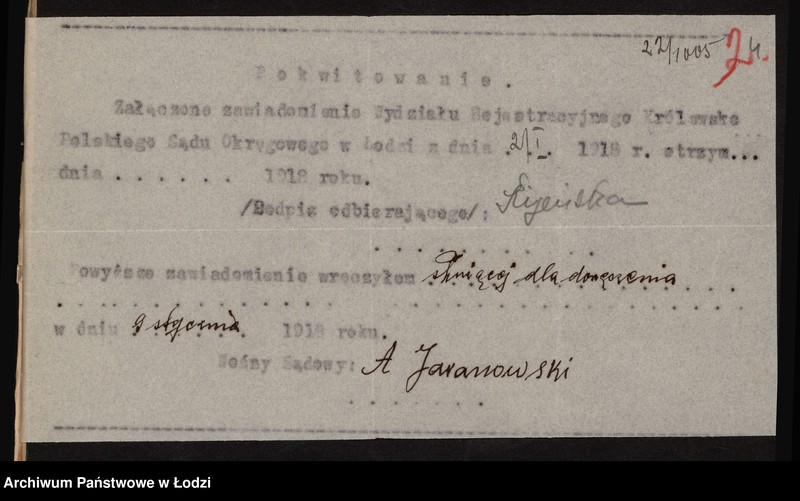 22/1005 24.
Pokwitowanie.
Załączone zawiadomienie Wydziału Rejestracyjnego Królewsko
Polskiego Sądu Okręgowego w Łodzi z dnia .2/I. 1918 r. otrzym...
dnia . . . . . . 1918 roku.
/Podpis odbierającego/:
Powyższe zawiadomienie wręczyłem służącej dla doręczenia
w dniu 9 stycznia 1918 roku.
Woźny Sądowy: A Jaranowski
Archiwum Państwowe w Łodzi